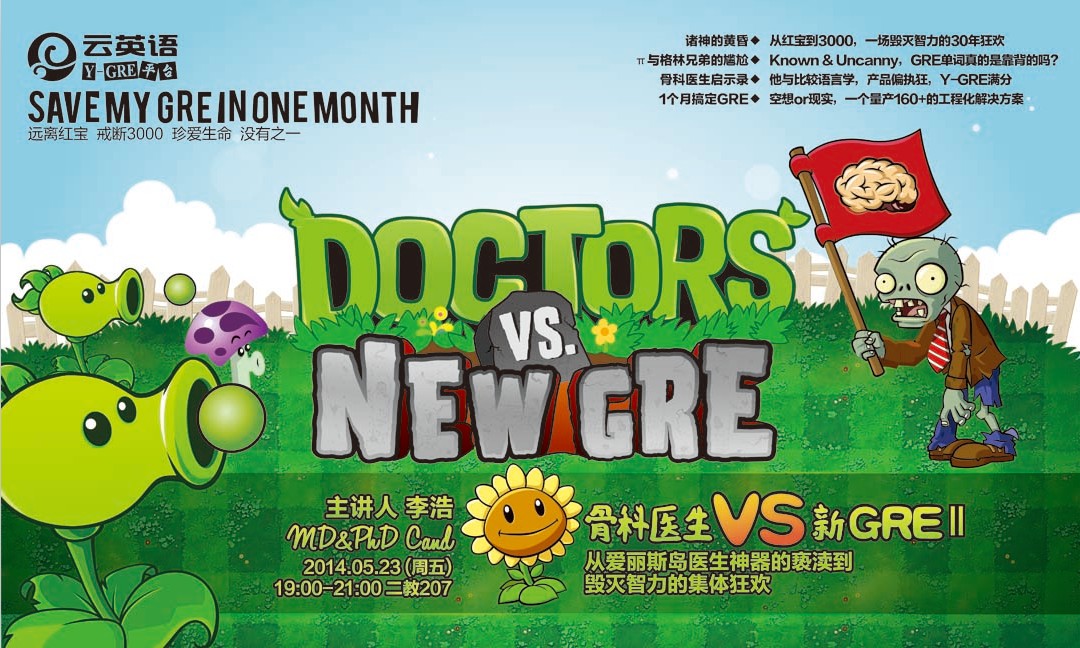 云英语
Y-GRE平台
SAVE MY GRE IN ONE MONTH
远离红宝 戒断3000 珍爱生命 没有之一
诸神的黄昏◆ 从红宝到3000，一场毁灭智力的30年狂欢
π与格林兄弟的尴尬◆ Known & Uncanny，GRE单词真的是靠背的吗?
骨科医生启示录◆ 他与比较语言学，产品偏执狂，Y-GRE满分
1个月搞定GRE◆ 空想or现实，一个量产160+的工程化解决方案
DOCTORS
VS.
NEW GRE
主讲人 李浩
MD&PhD Cand
2014.05.23 (周五)
19:00-21:00 二教207
骨科医生VS新GREⅡ
从爱丽斯岛医生神器的亵渎到
毁灭智力的集体狂欢